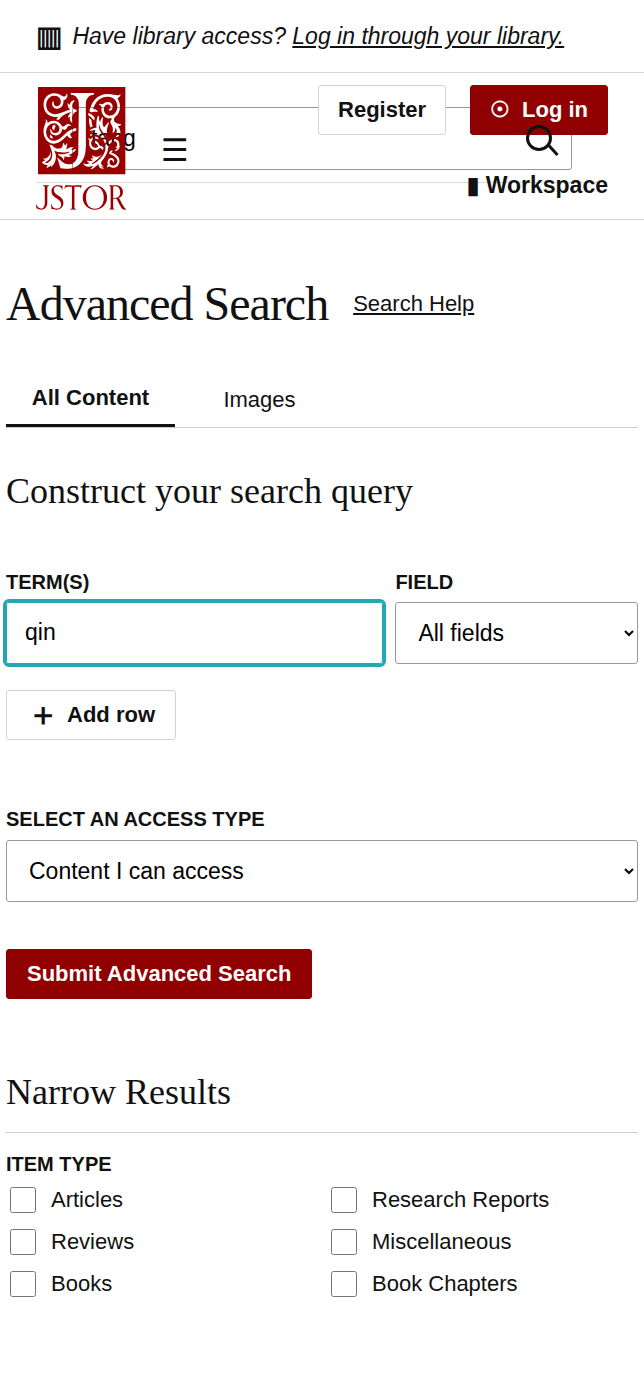 Have library access? Log in through your library.
Register
Log in
JSTOR
Workspace
Advanced Search
Search Help
All Content
Images
Construct your search query
TERM(S)
FIELD
qin
All fields
Add row
SELECT AN ACCESS TYPE
Content I can access
Submit Advanced Search
Narrow Results
ITEM TYPE
Articles
Research Reports
Reviews
Miscellaneous
Books
Book Chapters